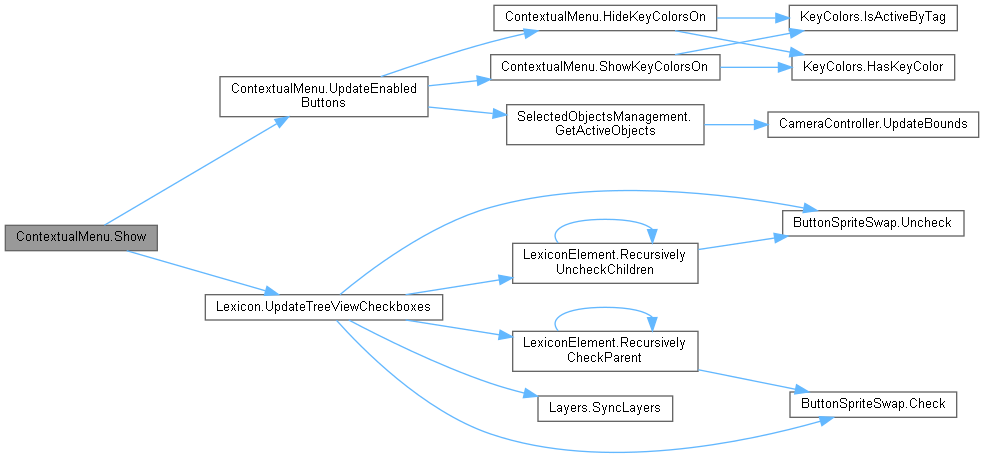 ContextualMenu.HideKeyColorsOn
KeyColors.IsActiveByTag
ContextualMenu.ShowKeyColorsOn
KeyColors.HasKeyColor
ContextualMenu.UpdateEnabled
Buttons
SelectedObjectsManagement.
GetActiveObjects
CameraController.UpdateBounds
ContextualMenu.Show
ButtonSpriteSwap.Uncheck
LexiconElement.Recursively
UncheckChildren
Lexicon.UpdateTreeViewCheckboxes
LexiconElement.Recursively
CheckParent
Layers.SyncLayers
ButtonSpriteSwap.Check